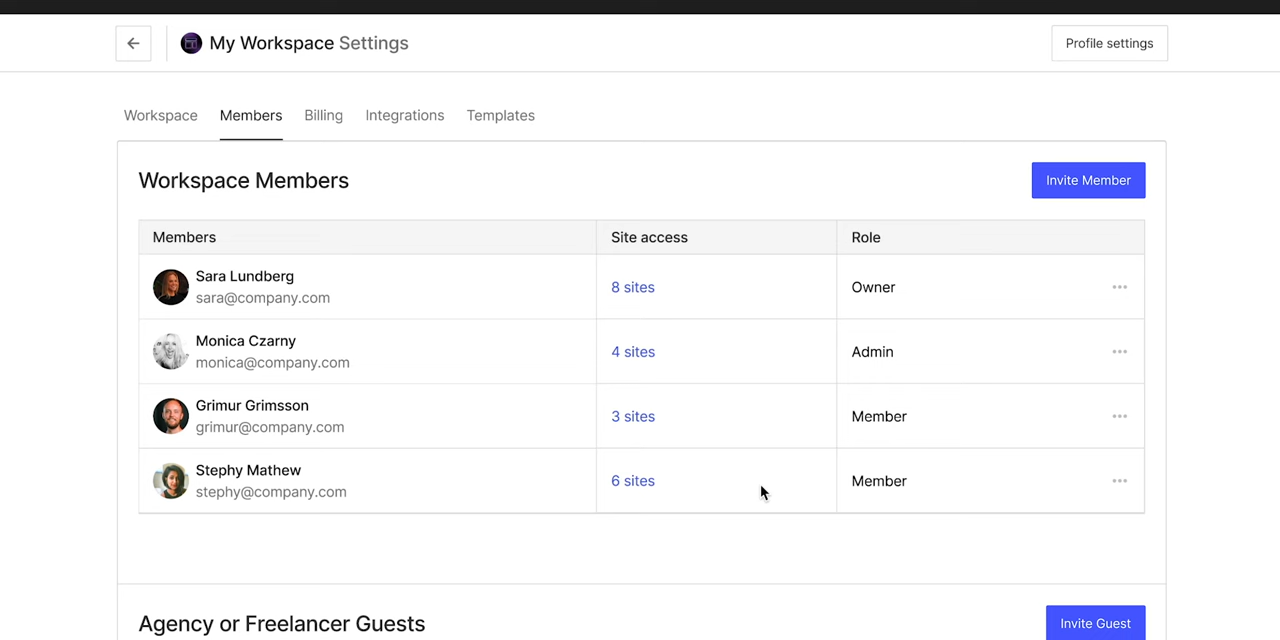 My Workspace Settings
Profile settings
Workspace Members Billing Integrations Templates
Workspace Members
Invite Member
Members Site access Role
Sara Lundberg
sara@company.com
8 sites
Owner
Monica Czarny
monica@company.com
4 sites
Admin
Grimur Grimsson
grimur@company.com
3 sites
Member
Stephy Mathew
stephy@company.com
6 sites
Member
Agency or Freelancer Guests
Invite Guest